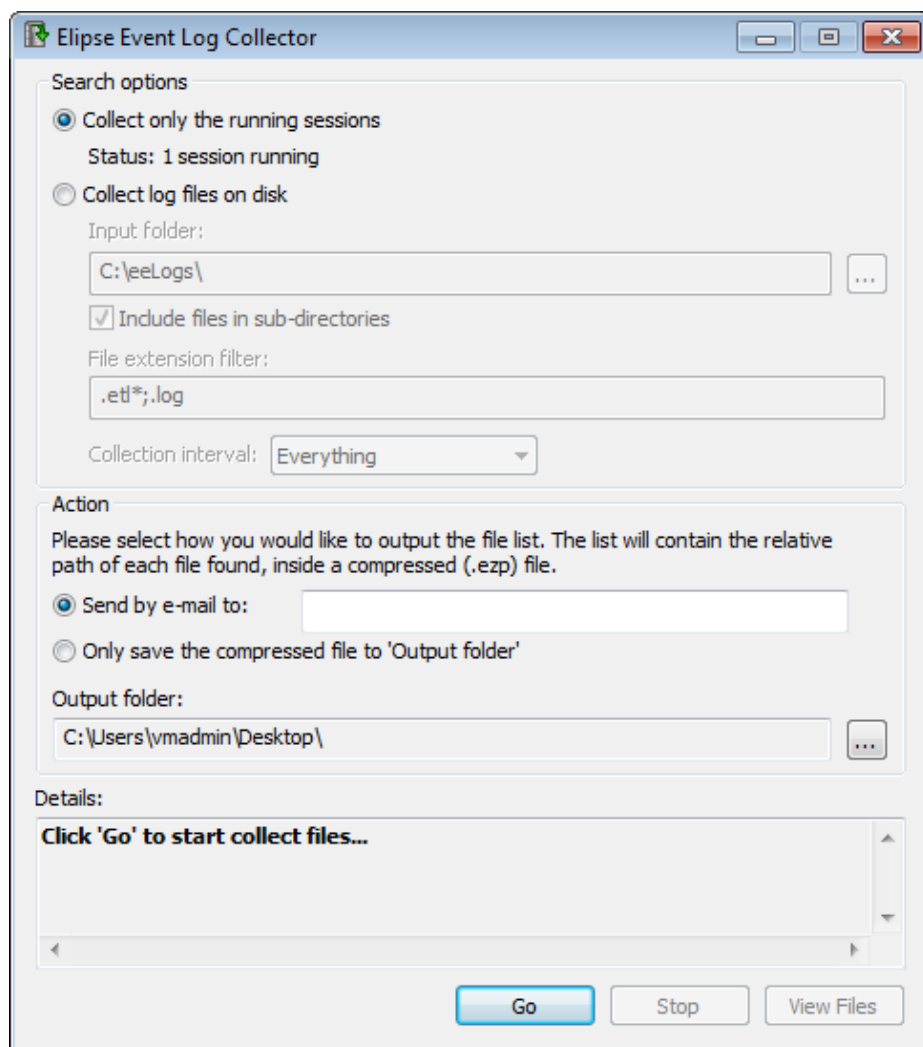 Elipse Event Log Collector
Search options
Collect only the running sessions
Status: 1 session running
Collect log files on disk
Input folder:
C:\eeLogs\
...
Include files in sub-directories
File extension filter:
.etl*;.log
Collection interval: Everything
Action
Please select how you would like to output the file list. The list will contain the relative
path of each file found, inside a compressed (.ezp) file.
Send by e-mail to:
Only save the compressed file to 'Output folder'
Output folder:
C:\Users\vmadmin\Desktop\
...
Details:
Click 'Go' to start collect files...
Go Stop View Files